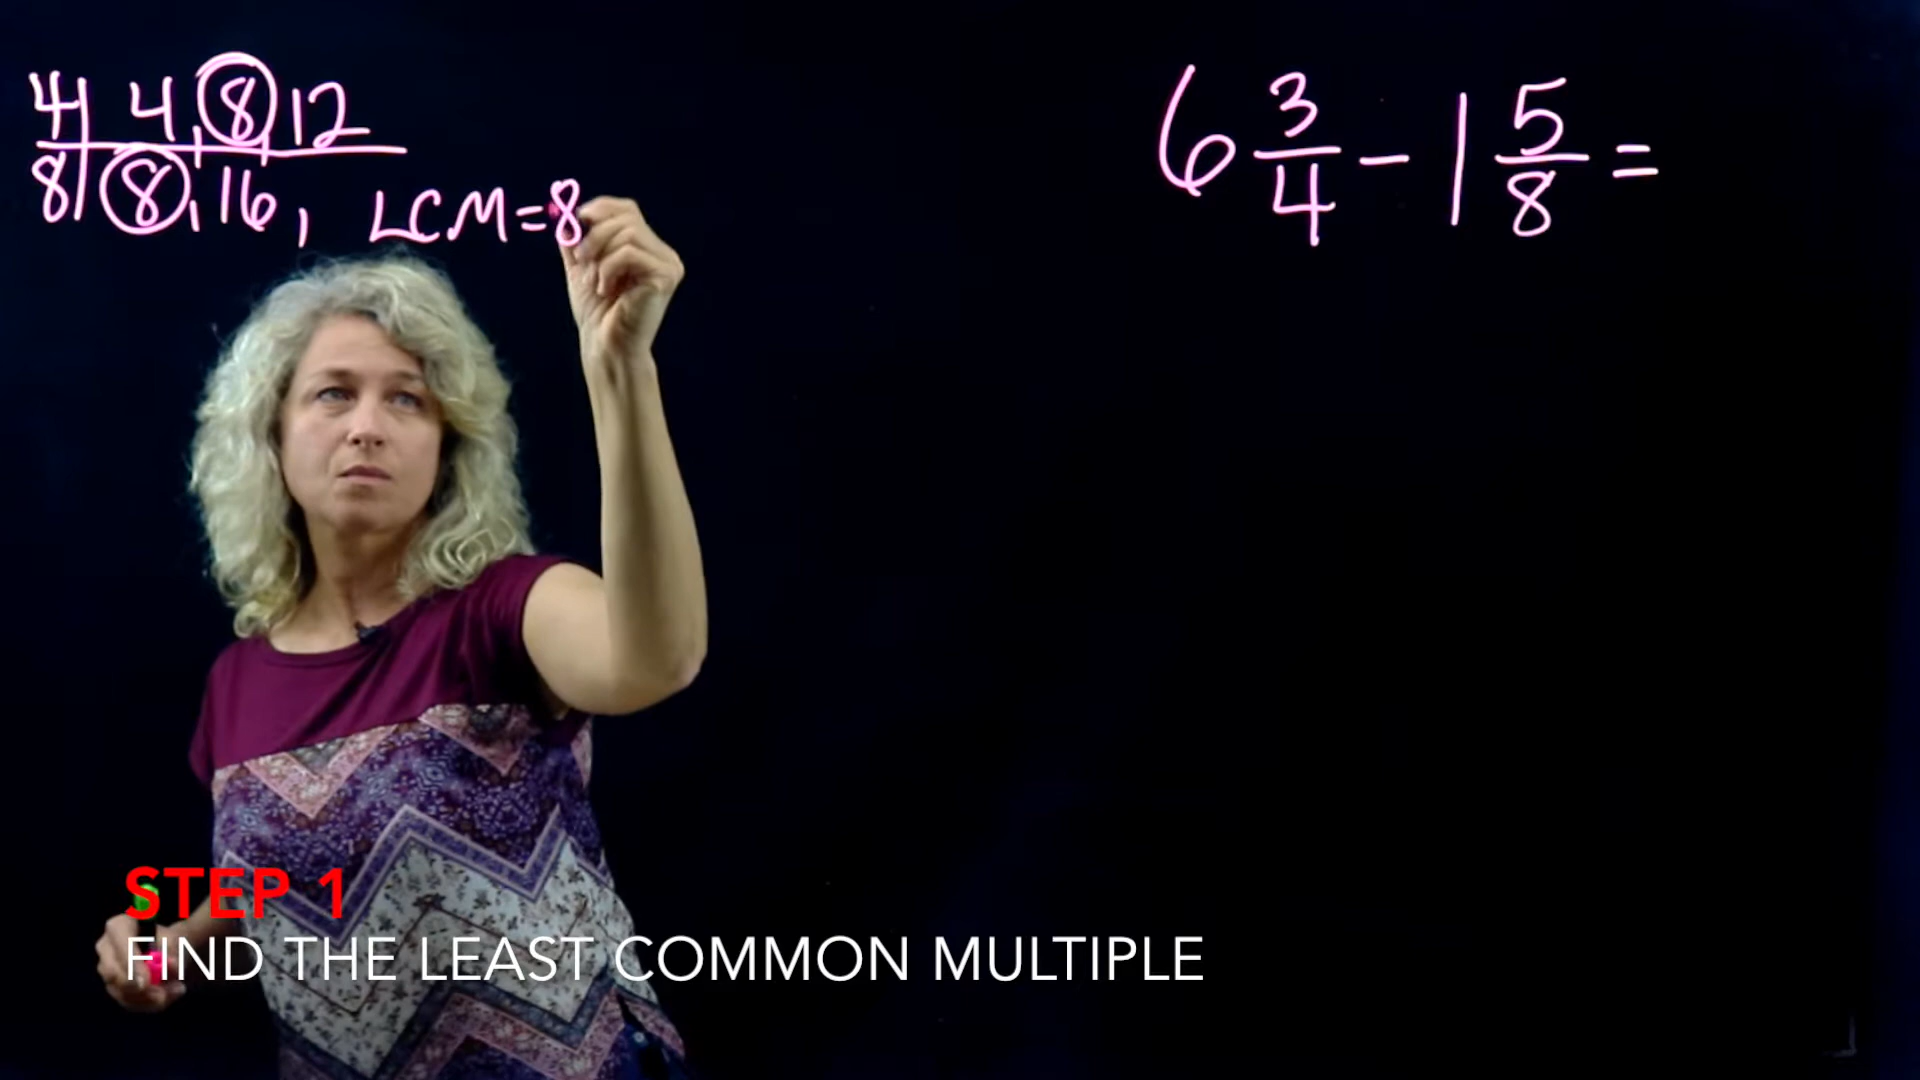 4| 4, 8, 12
8| 8, 16, LCM=8
6 3/4 - 1 5/8 =
STEP 1
FIND THE LEAST COMMON MULTIPLE